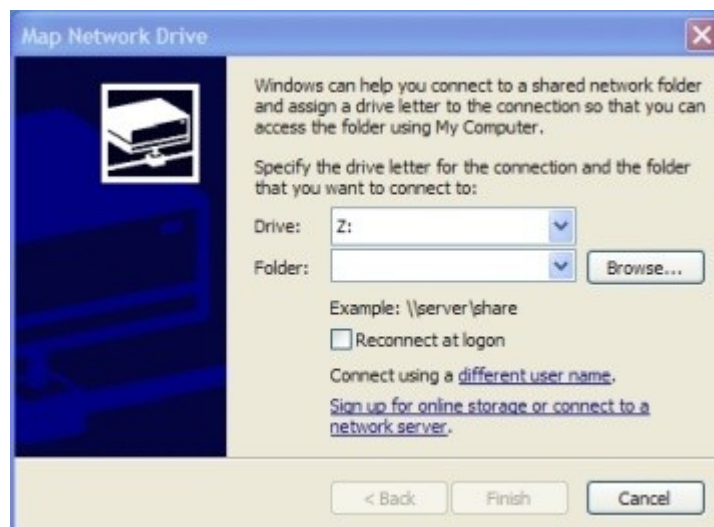 Map Network Drive
Windows can help you connect to a shared network folder
and assign a drive letter to the connection so that you can
access the folder using My Computer.
Specify the drive letter for the connection and the folder
that you want to connect to:
Drive: Z:
Folder: Browse...
Example: \\server\share
Reconnect at logon
Connect using a different user name.
Sign up for online storage or connect to a
network server.
< Back Finish Cancel